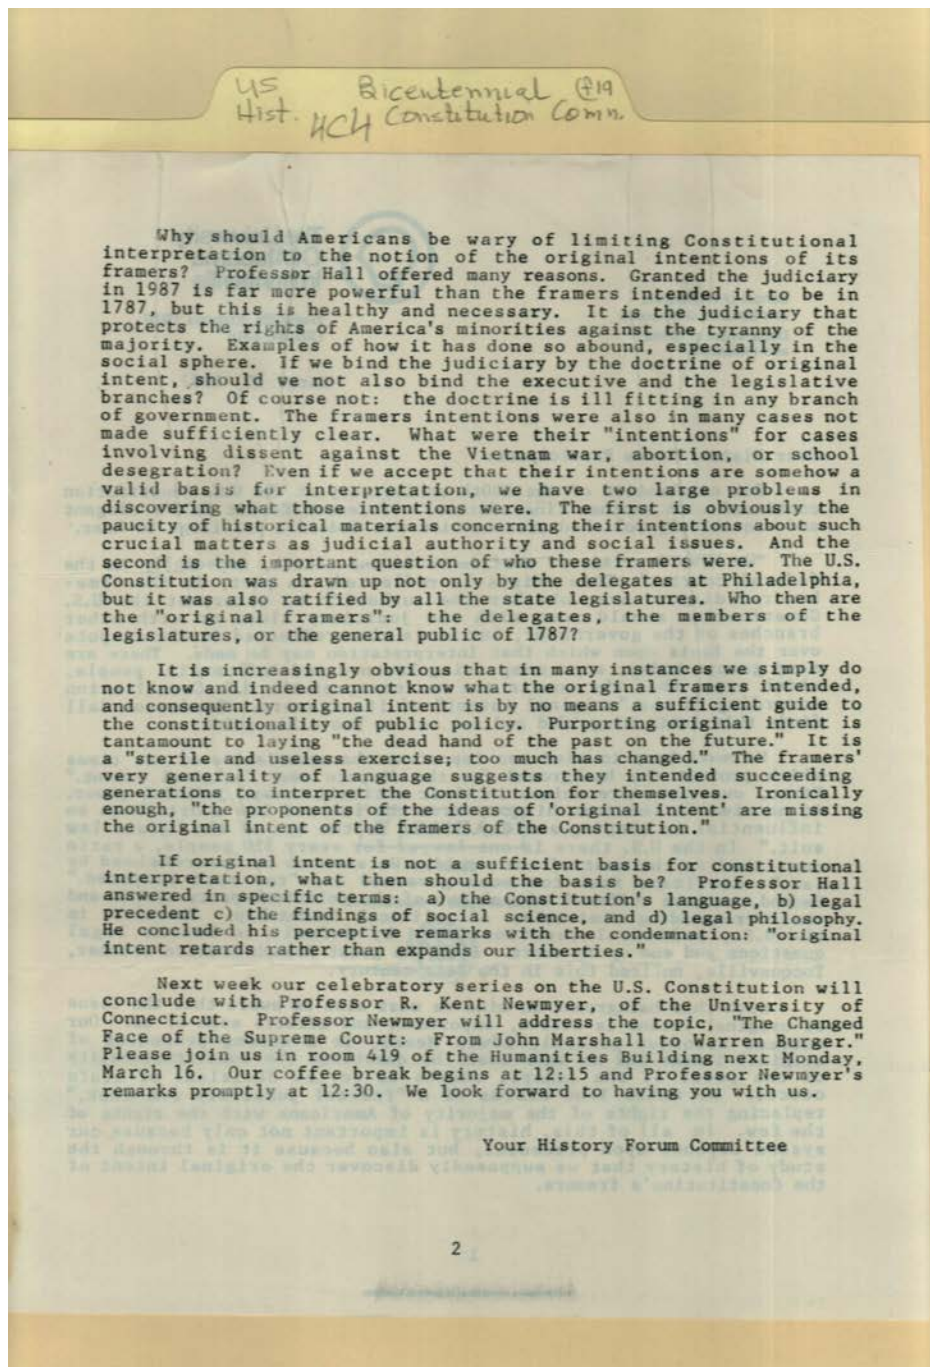 US Bicentennial F19
Hist. 4C4 Constitution Comn.
Why should Americans be wary of limiting Constitutional
interpretation to the notion of the original intentions of its
framers? Professor Hall offered many reasons. Granted the judiciary
in 1987 is far more powerful than the framers intended it to be in
1787, but this is healthy and necessary. It is the judiciary that
protects the rights of America's minorities against the tyranny of the
majority. Examples of how it has done so abound, especially in the
social sphere. If we bind the judiciary by the doctrine of original
intent, should we not also bind the executive and the legislative
branches? Of course not: the doctrine is ill fitting in any branch
of government. The framers intentions were also in many cases not
made sufficiently clear. What were their "intentions" for cases
involving dissent against the Vietnam war, abortion, or school
desegration? Even if we accept that their intentions are somehow a
valid basis for interpretation, we have two large problems in
discovering what those intentions were. The first is obviously the
paucity of historical materials concerning their intentions about such
crucial matters as judicial authority and social issues. And the
second is the important question of who these framers were. The U.S.
Constitution was drawn up not only by the delegates at Philadelphia,
but it was also ratified by all the state legislatures. Who then are
the "original framers": the delegates, the members of the
legislatures, or the general public of 1787?
It is increasingly obvious that in many instances we simply do
not know and indeed cannot know what the original framers intended,
and consequently original intent is by no means a sufficient guide to
the constitutionality of public policy. Purporting original intent is
tantamount to laying "the dead hand of the past on the future." It is
a "sterile and useless exercise; too much has changed." The framers'
very generality of language suggests they intended succeeding
generations to interpret the Constitution for themselves. Ironically
enough, "the proponents of the ideas of 'original intent' are missing
the original intent of the framers of the Constitution."
If original intent is not a sufficient basis for constitutional
interpretation, what then should the basis be? Professor Hall
answered in specific terms: a) the Constitution's language, b) legal
precedent c) the findings of social science, and d) legal philosophy.
He concluded his perceptive remarks with the condemnation: "original
intent retards rather than expands our liberties."
Next week our celebratory series on the U.S. Constitution will
conclude with Professor R. Kent Newmyer, of the University of
Connecticut. Professor Newmyer will address the topic, "The Changed
Face of the Supreme Court: From John Marshall to Warren Burger."
Please join us in room 419 of the Humanities Building next Monday,
March 16. Our coffee break begins at 12:15 and Professor Newmyer's
remarks promptly at 12:30. We look forward to having you with us.
Your History Forum Committee
2